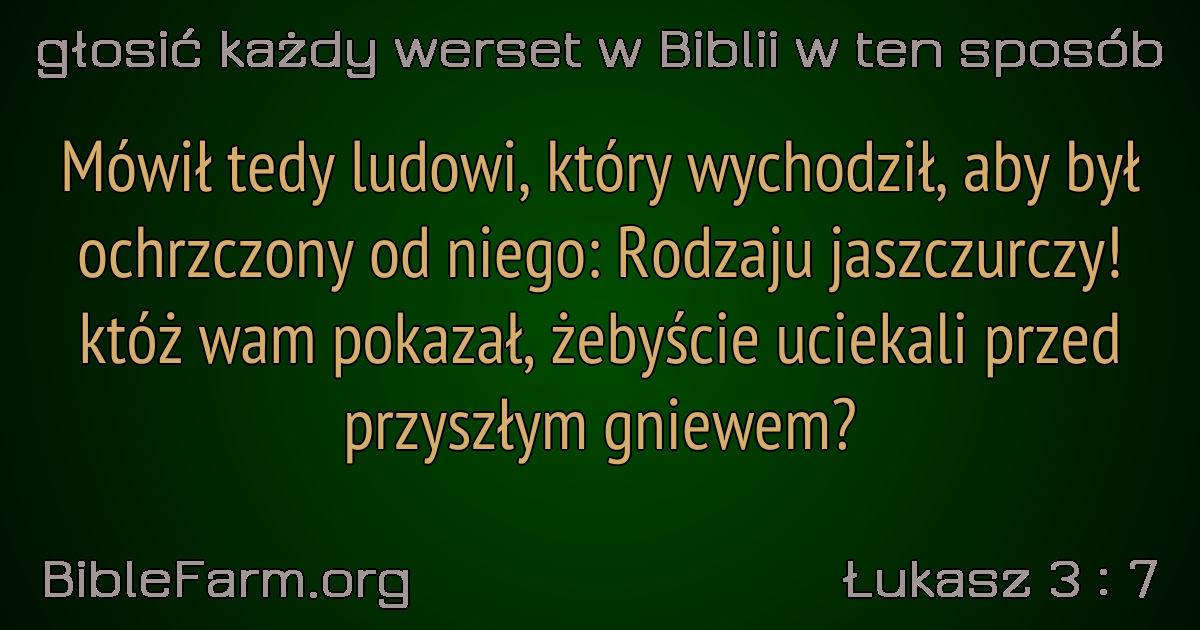 głosić każdy werset w Biblii w ten sposób
Mówił tedy ludowi, który wychodził, aby był
ochrzczony od niego: Rodzaju jaszczurczy!
któż wam pokazał, żebyście uciekali przed
przyszłym gniewem?
BibleFarm.org
Łukasz 3 : 7